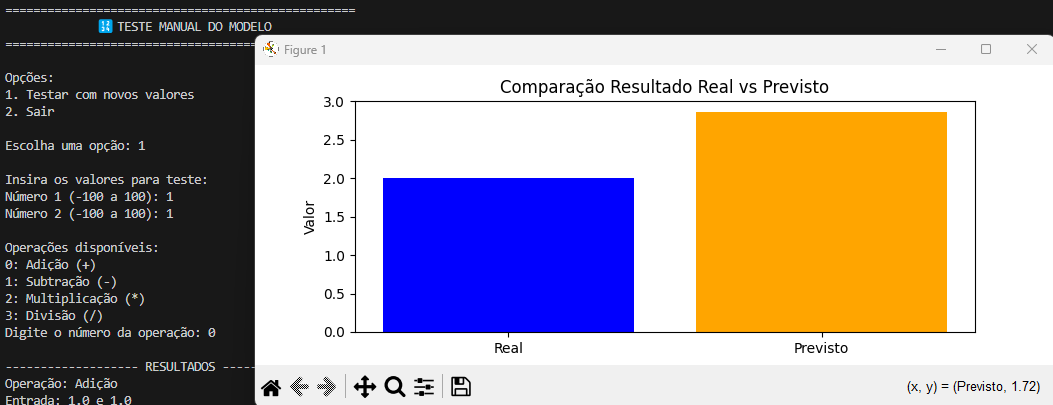 ==================================================
🔢 TESTE MANUAL DO MODELO
==================================================
Opções:
1. Testar com novos valores
2. Sair
Escolha uma opção: 1
Insira os valores para teste:
Número 1 (-100 a 100): 1
Número 2 (-100 a 100): 1
Operações disponíveis:
0: Adição (+)
1: Subtração (-)
2: Multiplicação (*)
3: Divisão (/)
Digite o número da operação: 0
------------------- RESULTADOS -----
Operação: Adição
Entrada: 1.0 e 1.0
Figure 1
Comparação Resultado Real vs Previsto
3.0
2.5
2.0
1.5
1.0
0.5
0.0
Valor
Real Previsto
(x, y) = (Previsto, 1.72)